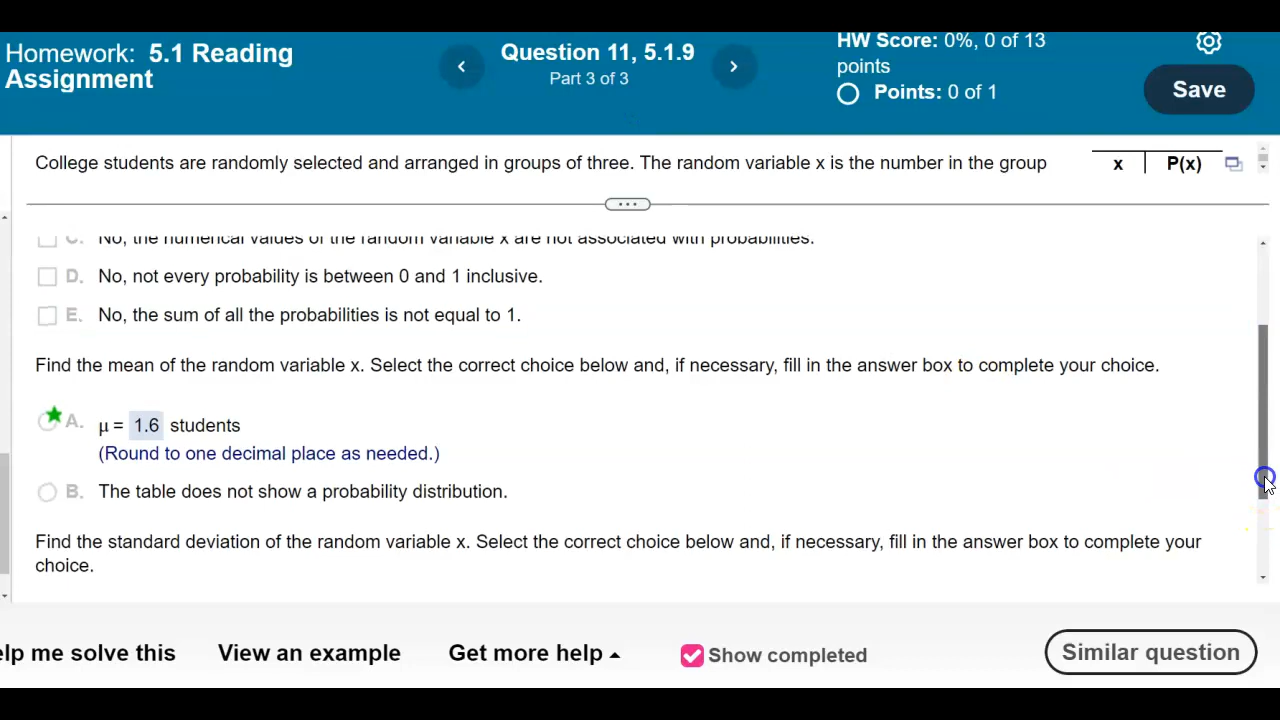 Homework: 5.1 Reading
Assignment
Question 11, 5.1.9
Part 3 of 3
HW Score: 0%, 0 of 13
points
Points: 0 of 1
Save
College students are randomly selected and arranged in groups of three. The random variable x is the number in the group
x P(x)
C. No, the numerical values of the random variable x are not associated with probabilities.
D. No, not every probability is between 0 and 1 inclusive.
E. No, the sum of all the probabilities is not equal to 1.
Find the mean of the random variable x. Select the correct choice below and, if necessary, fill in the answer box to complete your choice.
A. μ = 1.6 students
(Round to one decimal place as needed.)
B. The table does not show a probability distribution.
Find the standard deviation of the random variable x. Select the correct choice below and, if necessary, fill in the answer box to complete your
choice.
elp me solve this
View an example
Get more help
Show completed
Similar question